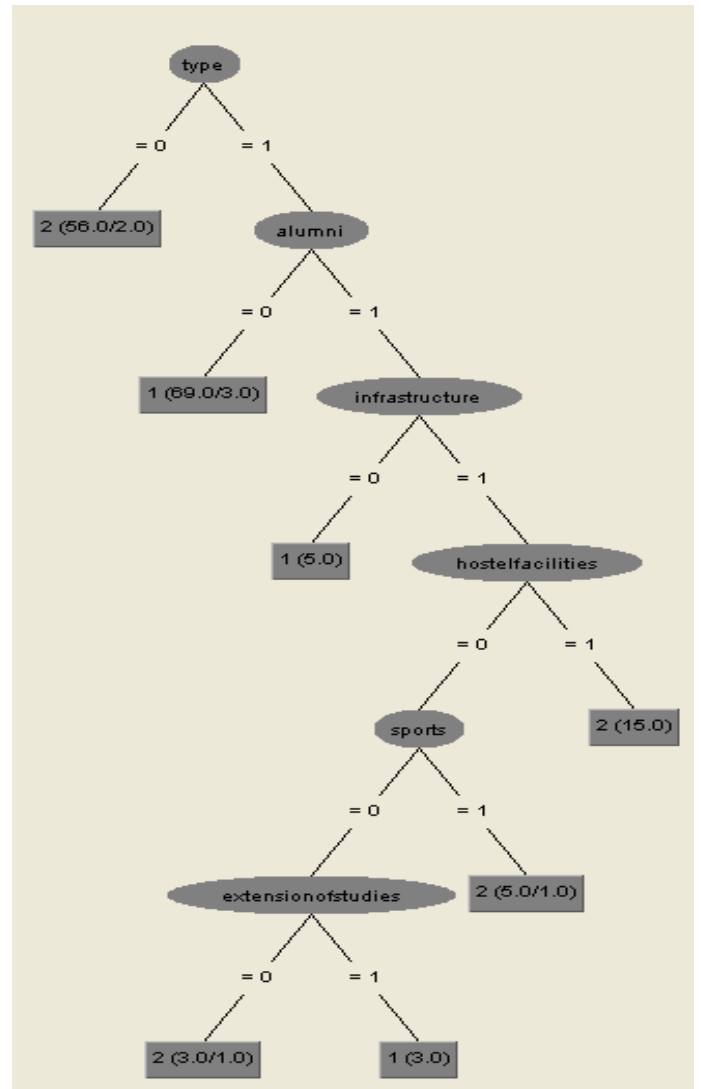 type
= 0 = 1
2 (56.0/2.0) alumni
= 0 = 1
1 (69.0/3.0) infrastructure
= 0 = 1
1 (5.0) hostelfacilities
= 0 = 1
sports 2 (15.0)
= 0 = 1
extensionofstudies 2 (5.0/1.0)
= 0 = 1
2 (3.0/1.0) 1 (3.0)